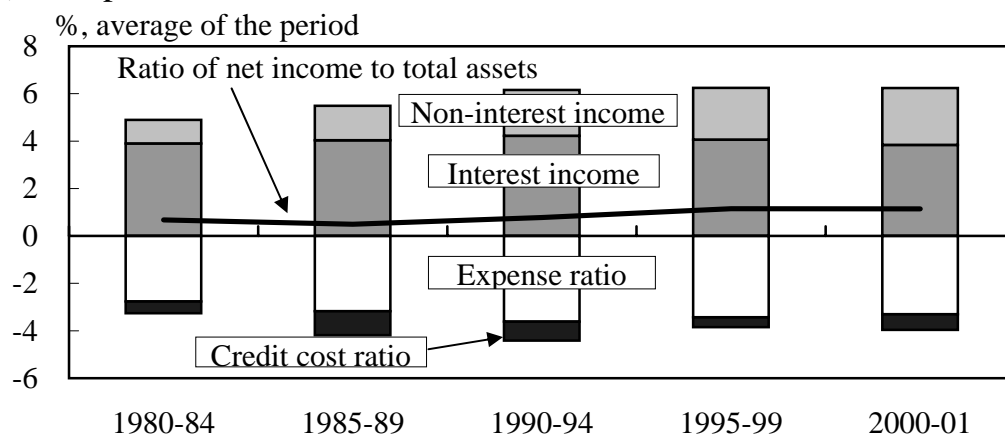 %, average of the period
8
Ratio of net income to total assets
6
Non-interest income
4
Interest income
2
0
Expense ratio
-2
-4
Credit cost ratio
-6
1980-84 1985-89 1990-94 1995-99 2000-01